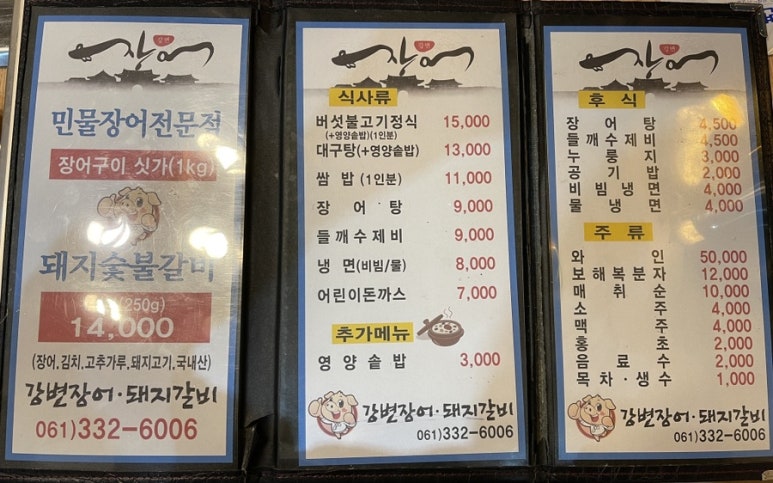 강변
장어
민물장어전문점
장어구이 싯가(1kg)
돼지숯불갈비
(250g)
14,000
(장어,김치,고추가루,돼지고기,국내산)
강변장어·돼지갈비
061)332-6006
강변
장어
식사류
버섯불고기정식 15,000
(+영양솥밥)(1인분)
대구탕(+영양솥밥) 13,000
쌈 밥 (1인분) 11,000
장 어 탕 9,000
들깨수제비 9,000
냉 면(비빔/물) 8,000
어린이돈까스 7,000
추가메뉴
영 양 솥 밥 3,000
강변장어·돼지갈비
061)332-6006
강변
장어
후 식
장 어 탕 4,500
들 깨 수 제 비 4,500
누 룽 지 3,000
공 기 밥 2,000
비 빔 냉 면 4,000
물 냉 면 4,000
주 류
와 인 50,000
보 해 복 분 자 12,000
매 취 순 10,000
소 주 4,000
맥 주 4,000
홍 초 2,000
음 료 수 2,000
목 차 · 생 수 1,000
강변장어·돼지갈비
061)332-6006